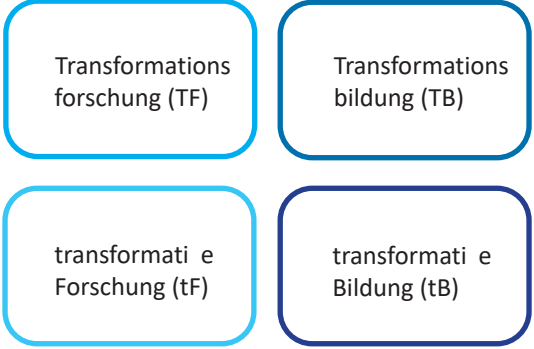 Transformations
forschung (TF)
Transformations
bildung (TB)
transformati e
Forschung (tF)
transformati e
Bildung (tB)